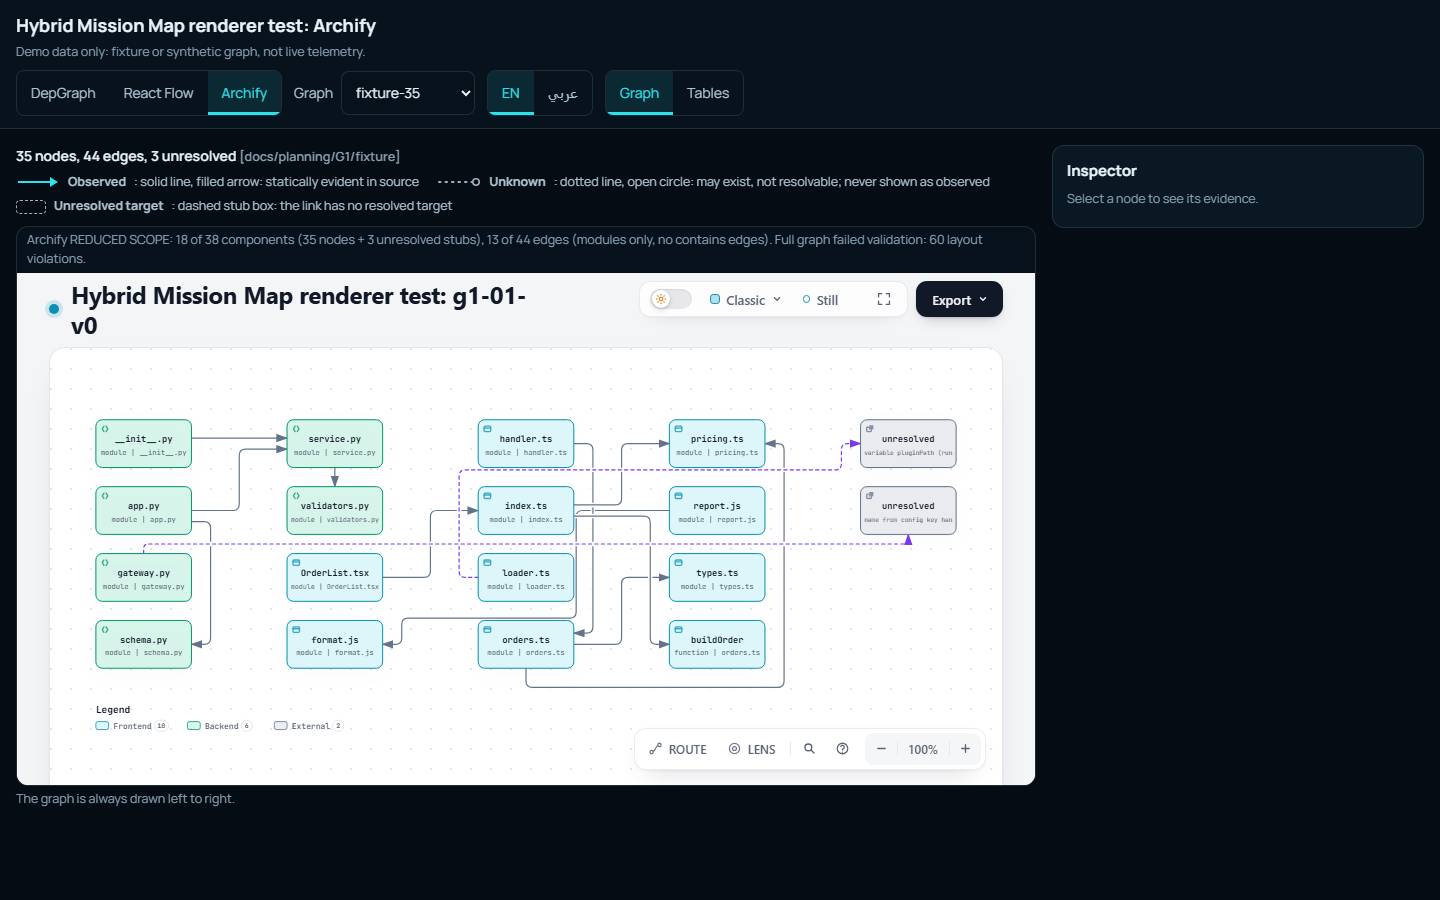 Hybrid Mission Map renderer test: Archify
Demo data only: fixture or synthetic graph, not live telemetry.
DepGraph React Flow Archify Graph fixture-35 EN عربي Graph Tables
35 nodes, 44 edges, 3 unresolved [docs/planning/G1/fixture]
Observed : solid line, filled arrow: statically evident in source Unknown : dotted line, open circle: may exist, not resolvable; never shown as observed
Unresolved target : dashed stub box: the link has no resolved target
Inspector
Select a node to see its evidence.
Archify REDUCED SCOPE: 18 of 38 components (35 nodes + 3 unresolved stubs), 13 of 44 edges (modules only, no contains edges). Full graph failed validation: 60 layout
violations.
Hybrid Mission Map renderer test: g1-01-
v0
Classic Still Export
__init__.py
module | __init__.py
service.py
module | service.py
handler.ts
module | handler.ts
pricing.ts
module | pricing.ts
unresolved
variable pluginPath (run
app.py
module | app.py
validators.py
module | validators.py
index.ts
module | index.ts
report.js
module | report.js
unresolved
name from config key han
gateway.py
module | gateway.py
OrderList.tsx
module | OrderList.tsx
loader.ts
module | loader.ts
types.ts
module | types.ts
schema.py
module | schema.py
format.js
module | format.js
orders.ts
module | orders.ts
buildOrder
function | orders.ts
Legend
Frontend 10 Backend 6 External 2
ROUTE LENS − 100% +
The graph is always drawn left to right.